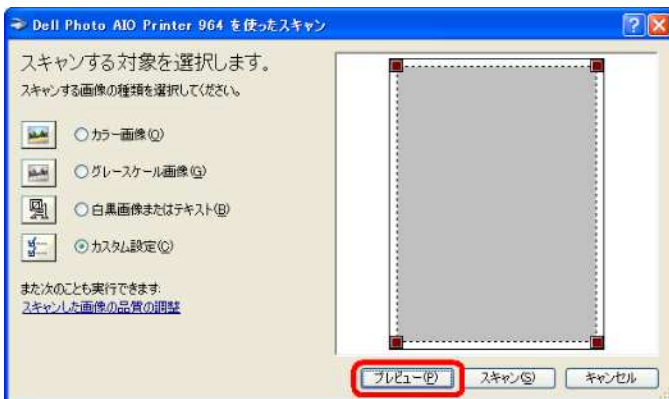 Dell Photo AIO Printer 964 を使ったスキャン
スキャンする対象を選択します。
スキャンする画像の種類を選択してください。
カラー画像(O)
グレースケール画像(G)
白黒画像またはテキスト(B)
カスタム設定(C)
また次のことも実行できます:
スキャンした画像の品質の調整
プレビュー(P) スキャン(S) キャンセル